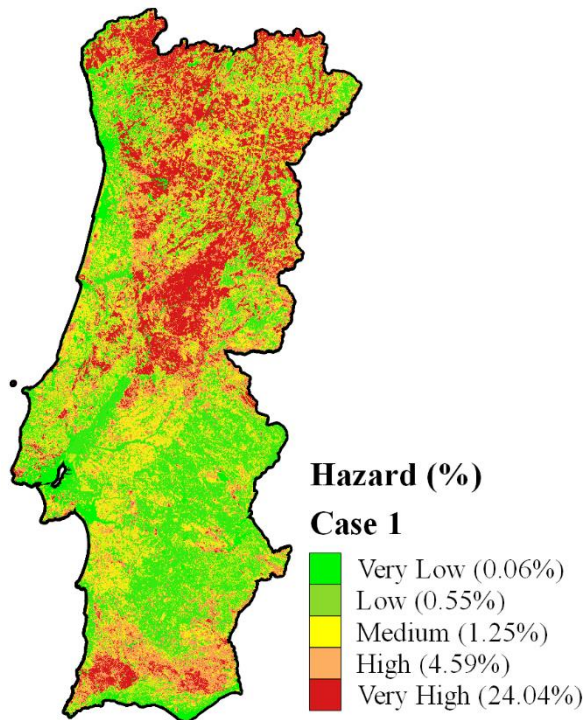 Hazard (%)
Case 1
Very Low (0.06%)
Low (0.55%)
Medium (1.25%)
High (4.59%)
Very High (24.04%)